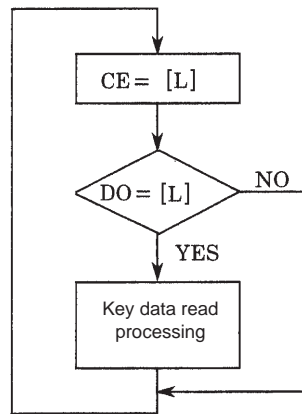 CE = [L]
DO = [L]
NO
YES
Key data read
processing